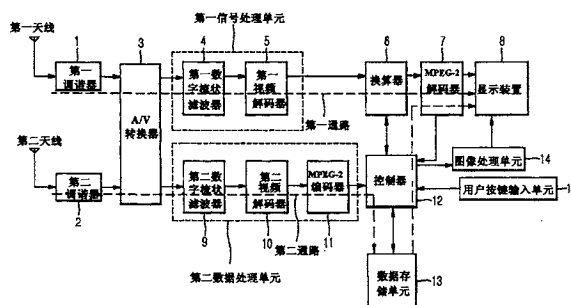 第一信号处理单元
第一天线
1
3
4
5
6
7
8
第一
调谐器
第一数
字梳状
滤波器
第一
视频
解码器
换算器
MPEG-2
解码器
显示装置
A/V
转换器
第一通路
第二天线
图像处理单元
14
第二
调谐器
2
第二数
字梳状
滤波器
第二
视频
解码器
MPEG-2
编码器
控制器
用户按键输入单元
1
12
9
10
11
第二通路
第二数据处理单元
数据存
储单元
13